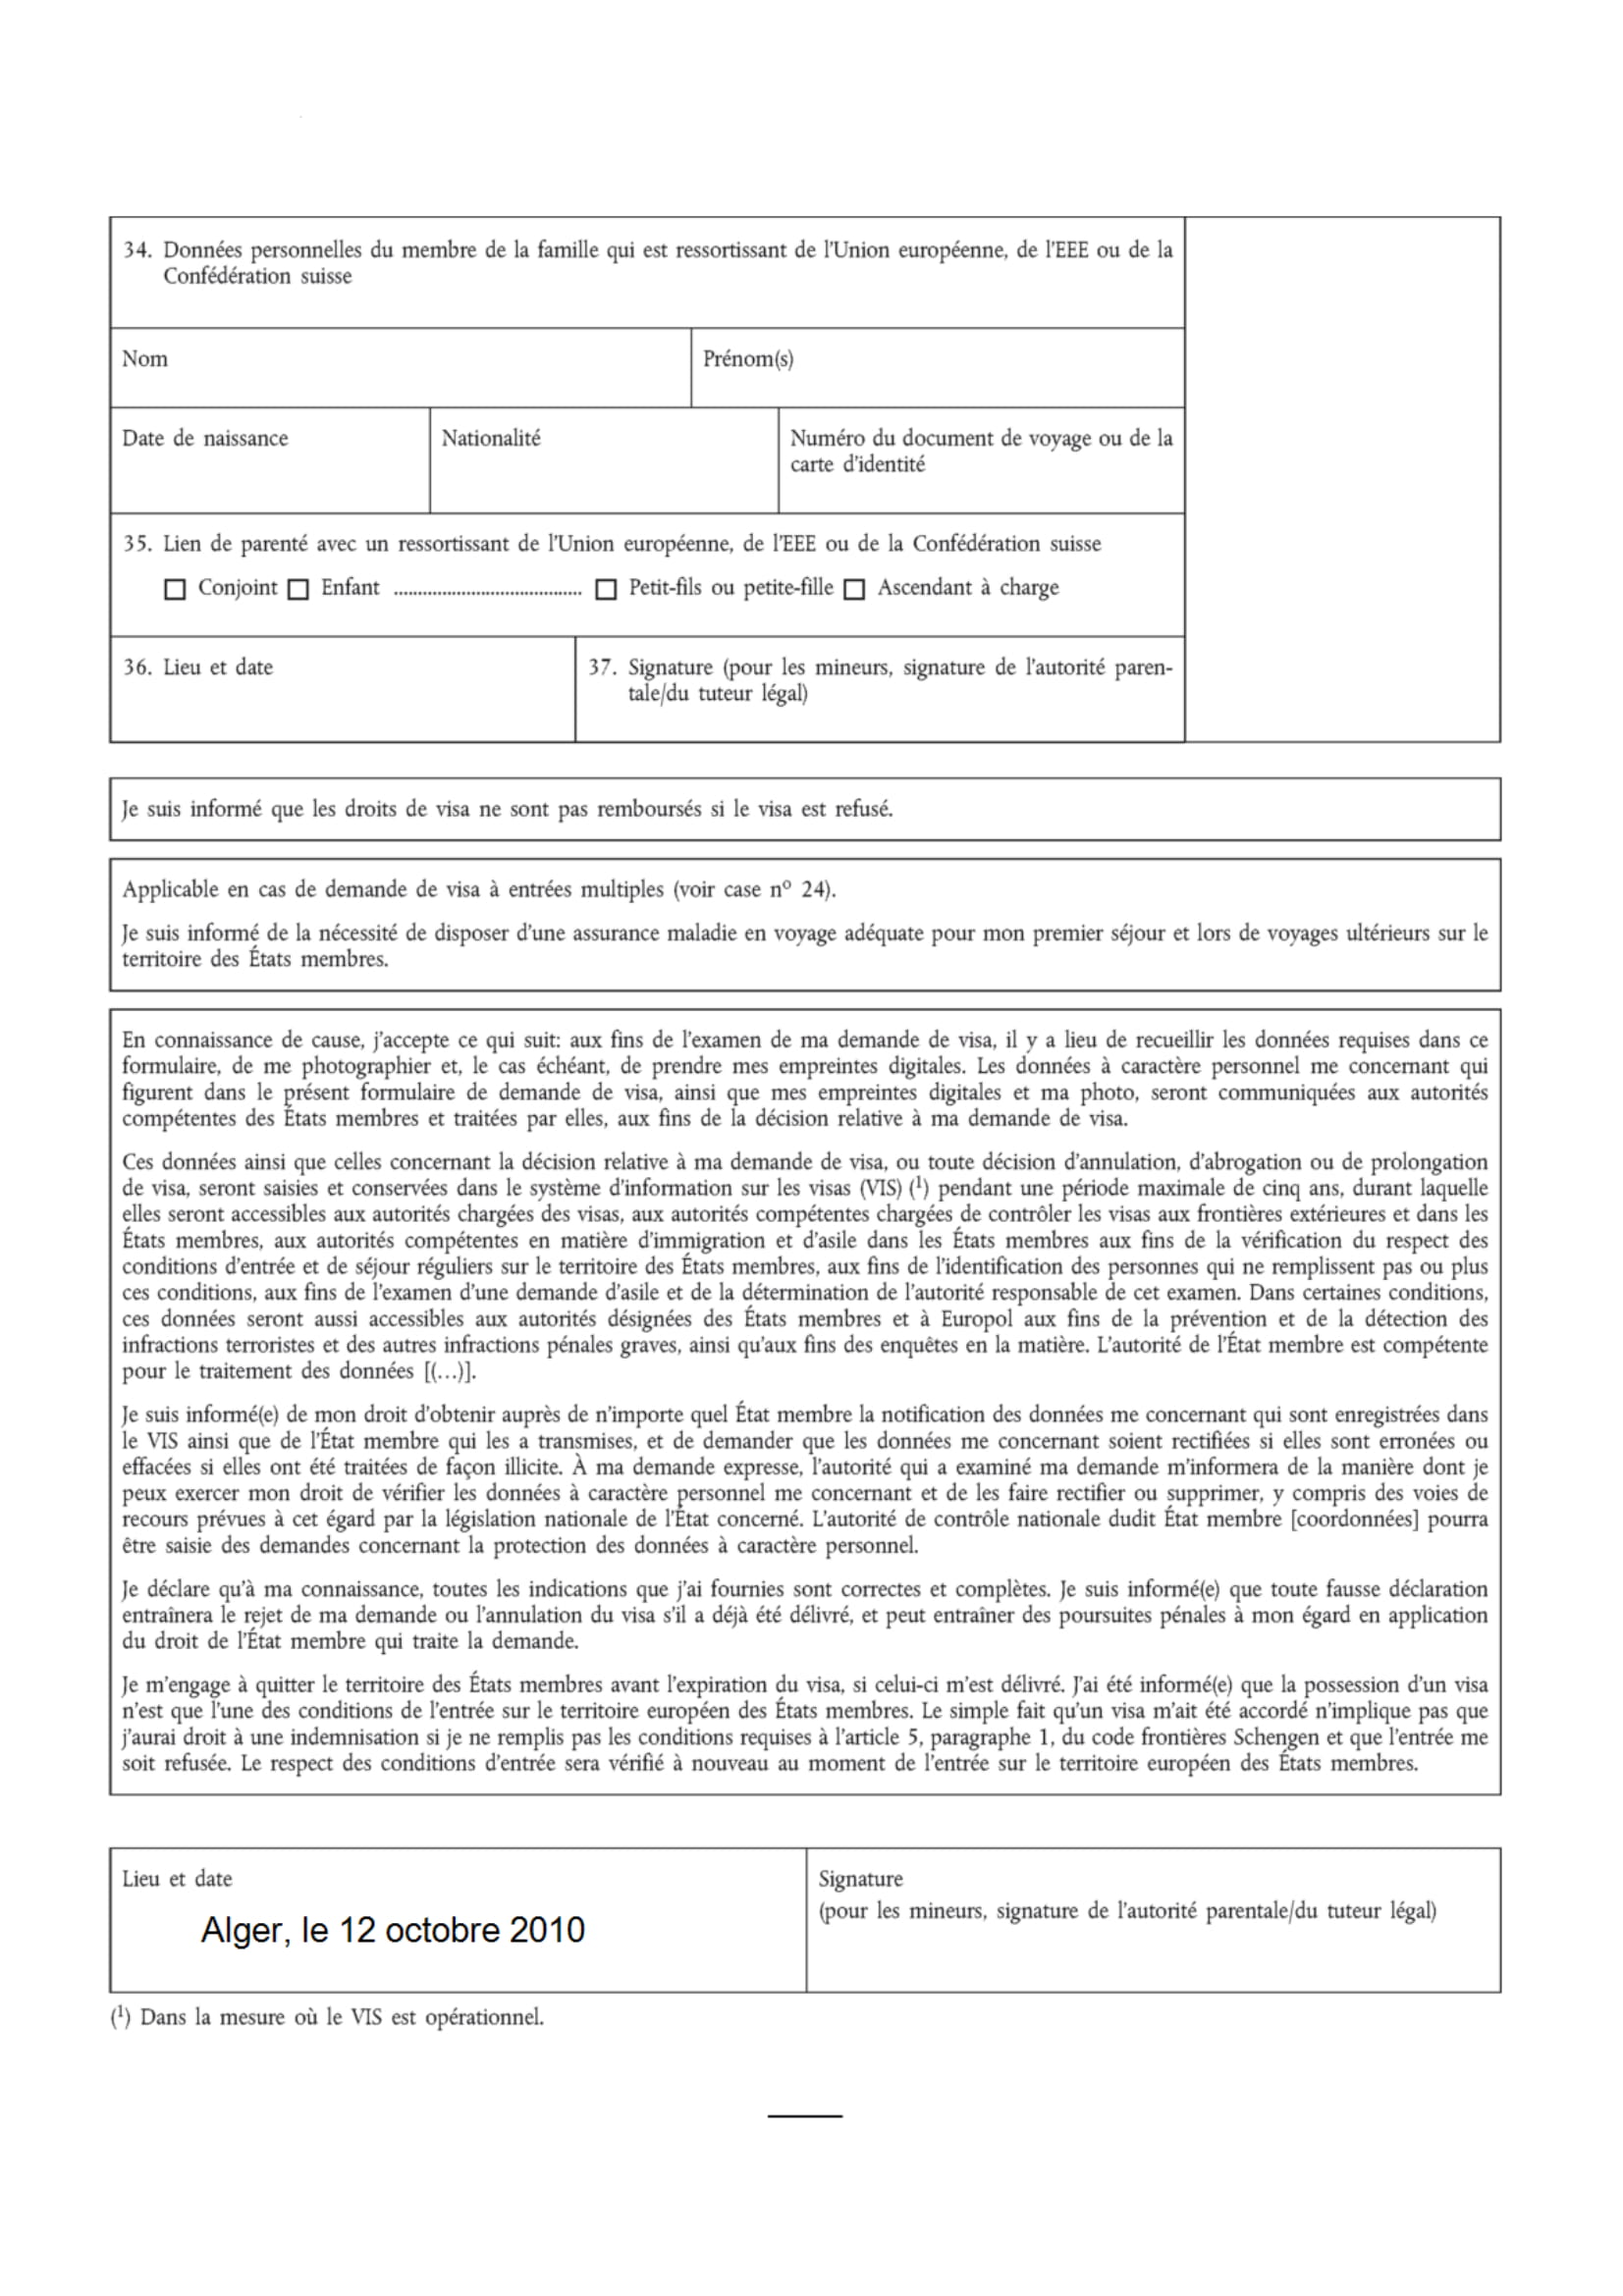 34. Données personnelles du membre de la famille qui est ressortissant de l'Union européenne, de l'EEE ou de la
Confédération suisse
Nom
Prénom(s)
Date de naissance
Nationalité
Numéro du document de voyage ou de la
carte d'identité
35. Lien de parenté avec un ressortissant de l'Union européenne, de l'EEE ou de la Confédération suisse
☐ Conjoint ☐ Enfant ....................................... ☐ Petit-fils ou petite-fille ☐ Ascendant à charge
36. Lieu et date
37. Signature (pour les mineurs, signature de l'autorité paren-
tale/du tuteur légal)
Je suis informé que les droits de visa ne sont pas remboursés si le visa est refusé.
Applicable en cas de demande de visa à entrées multiples (voir case nº 24).
Je suis informé de la nécessité de disposer d'une assurance maladie en voyage adéquate pour mon premier séjour et lors de voyages ultérieurs sur le
territoire des États membres.
En connaissance de cause, j'accepte ce qui suit: aux fins de l'examen de ma demande de visa, il y a lieu de recueillir les données requises dans ce
formulaire, de me photographier et, le cas échéant, de prendre mes empreintes digitales. Les données à caractère personnel me concernant qui
figurent dans le présent formulaire de demande de visa, ainsi que mes empreintes digitales et ma photo, seront communiquées aux autorités
compétentes des États membres et traitées par elles, aux fins de la décision relative à ma demande de visa.
Ces données ainsi que celles concernant la décision relative à ma demande de visa, ou toute décision d'annulation, d'abrogation ou de prolongation
de visa, seront saisies et conservées dans le système d'information sur les visas (VIS) (¹) pendant une période maximale de cinq ans, durant laquelle
elles seront accessibles aux autorités chargées des visas, aux autorités compétentes chargées de contrôler les visas aux frontières extérieures et dans les
États membres, aux autorités compétentes en matière d'immigration et d'asile dans les États membres aux fins de la vérification du respect des
conditions d'entrée et de séjour réguliers sur le territoire des États membres, aux fins de l'identification des personnes qui ne remplissent pas ou plus
ces conditions, aux fins de l'examen d'une demande d'asile et de la détermination de l'autorité responsable de cet examen. Dans certaines conditions,
ces données seront aussi accessibles aux autorités désignées des États membres et à Europol aux fins de la prévention et de la détection des
infractions terroristes et des autres infractions pénales graves, ainsi qu'aux fins des enquêtes en la matière. L'autorité de l'État membre est compétente
pour le traitement des données [(...)].
Je suis informé(e) de mon droit d'obtenir auprès de n'importe quel État membre la notification des données me concernant qui sont enregistrées dans
le VIS ainsi que de l'État membre qui les a transmises, et de demander que les données me concernant soient rectifiées si elles sont erronées ou
effacées si elles ont été traitées de façon illicite. À ma demande expresse, l'autorité qui a examiné ma demande m'informera de la manière dont je
peux exercer mon droit de vérifier les données à caractère personnel me concernant et de les faire rectifier ou supprimer, y compris des voies de
recours prévues à cet égard par la législation nationale de l'État concerné. L'autorité de contrôle nationale dudit État membre [coordonnées] pourra
être saisie des demandes concernant la protection des données à caractère personnel.
Je déclare qu'à ma connaissance, toutes les indications que j'ai fournies sont correctes et complètes. Je suis informé(e) que toute fausse déclaration
entraînera le rejet de ma demande ou l'annulation du visa s'il a déjà été délivré, et peut entraîner des poursuites pénales à mon égard en application
du droit de l'État membre qui traite la demande.
Je m'engage à quitter le territoire des États membres avant l'expiration du visa, si celui-ci m'est délivré. J'ai été informé(e) que la possession d'un visa
n'est que l'une des conditions de l'entrée sur le territoire européen des États membres. Le simple fait qu'un visa m'ait été accordé n'implique pas que
j'aurai droit à une indemnisation si je ne remplis pas les conditions requises à l'article 5, paragraphe 1, du code frontières Schengen et que l'entrée me
soit refusée. Le respect des conditions d'entrée sera vérifié à nouveau au moment de l'entrée sur le territoire européen des États membres.
Lieu et date
Alger, le 12 octobre 2010
Signature
(pour les mineurs, signature de l'autorité parentale/du tuteur légal)
(¹) Dans la mesure où le VIS est opérationnel.